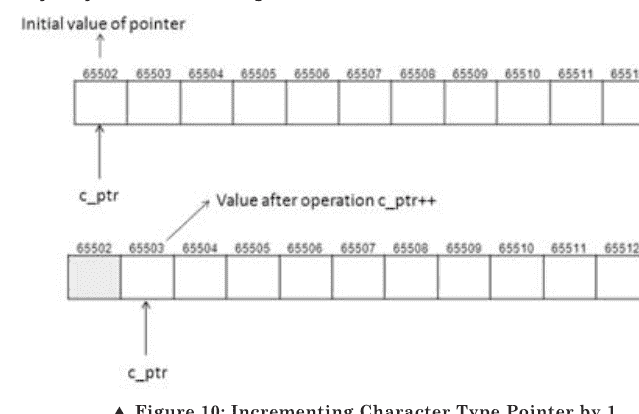 Initial value of pointer
65502 65503 65504 65505 65506 65507 65508 65509 65510 65511 6551
c_ptr
Value after operation c_ptr++
65502 65503 65504 65505 65506 65507 65508 65509 65510 65511 65512
c_ptr
▲ Figure 10: Incrementing Character Type Pointer by 1